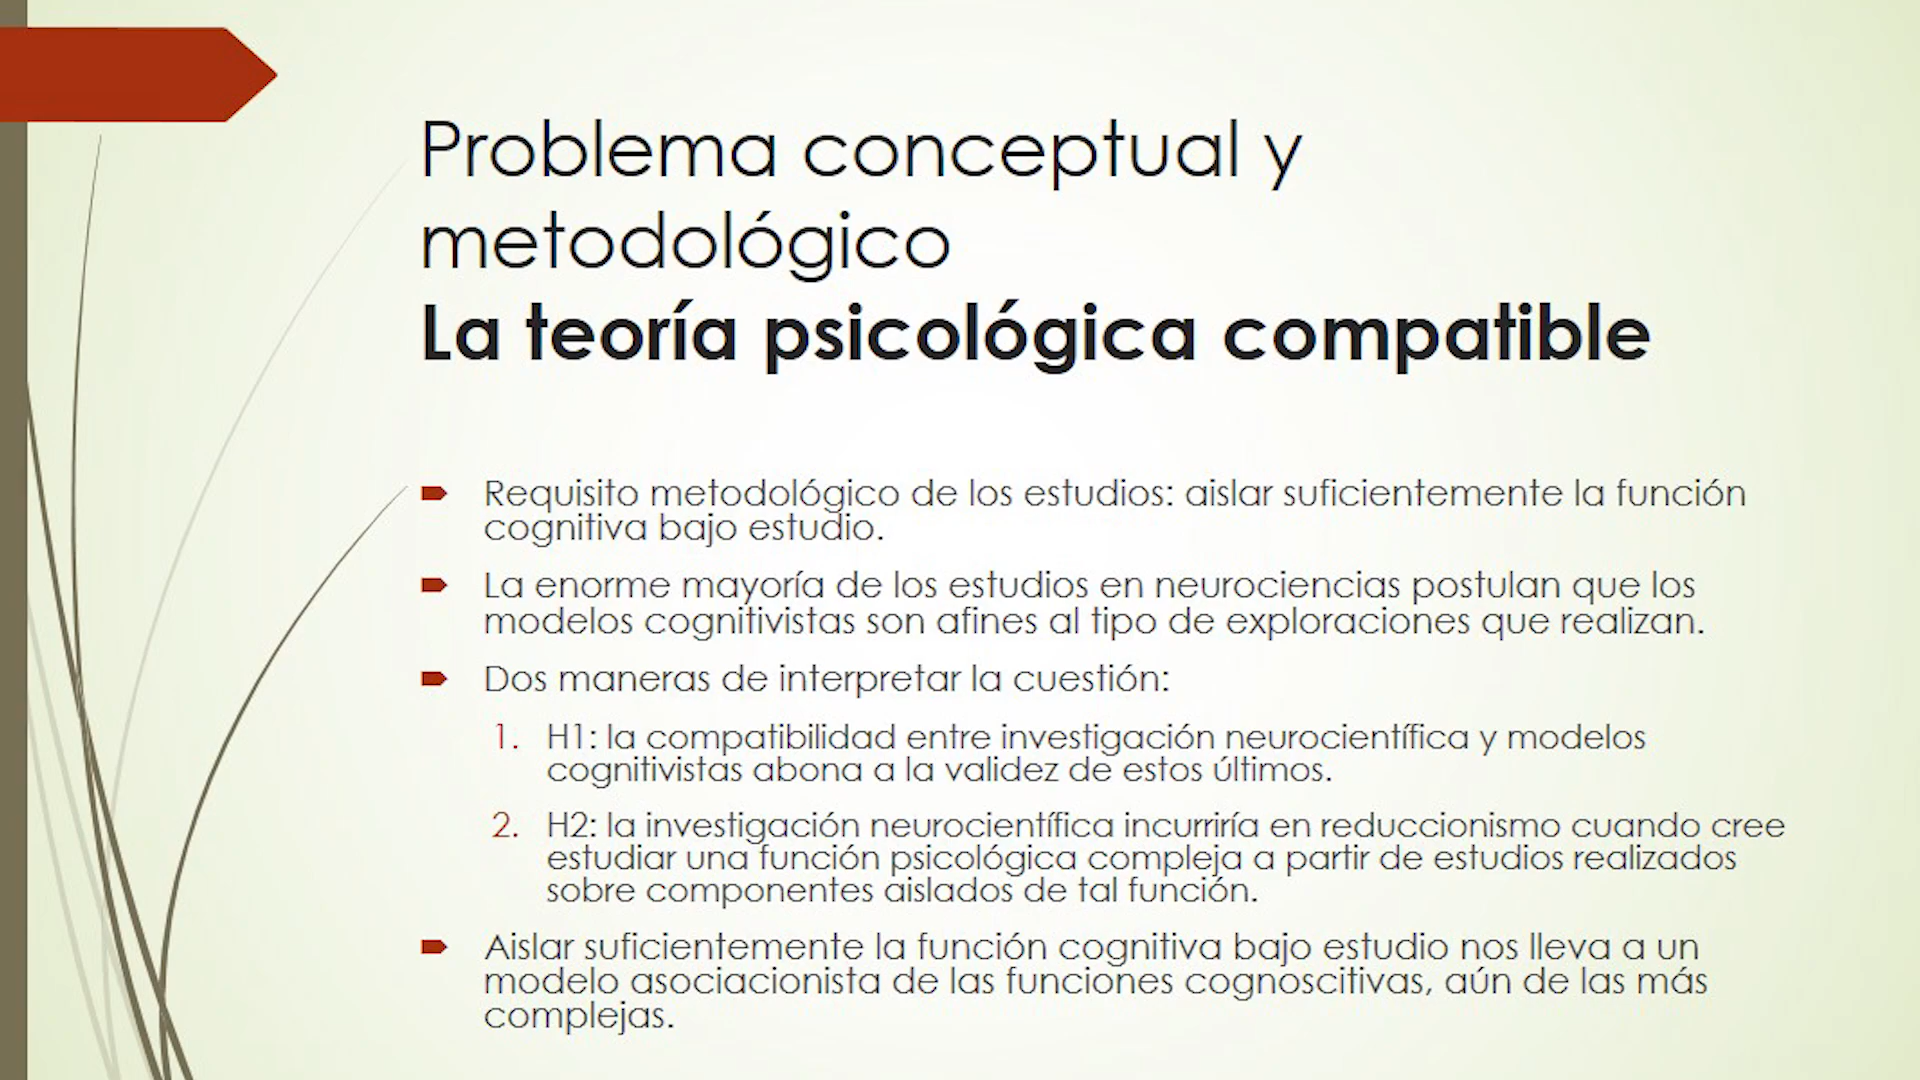 Problema conceptual y
metodológico
La teoría psicológica compatible
Requisito metodológico de los estudios: aislar suficientemente la función
cognitiva bajo estudio.
La enorme mayoría de los estudios en neurociencias postulan que los
modelos cognitivistas son afines al tipo de exploraciones que realizan.
Dos maneras de interpretar la cuestión:
1. H1: la compatibilidad entre investigación neurocientífica y modelos
cognitivistas abona a la validez de estos últimos.
2. H2: la investigación neurocientífica incurriría en reduccionismo cuando cree
estudiar una función psicológica compleja a partir de estudios realizados
sobre componentes aislados de tal función.
Aislar suficientemente la función cognitiva bajo estudio nos lleva a un
modelo asociacionista de las funciones cognoscitivas, aún de las más
complejas.